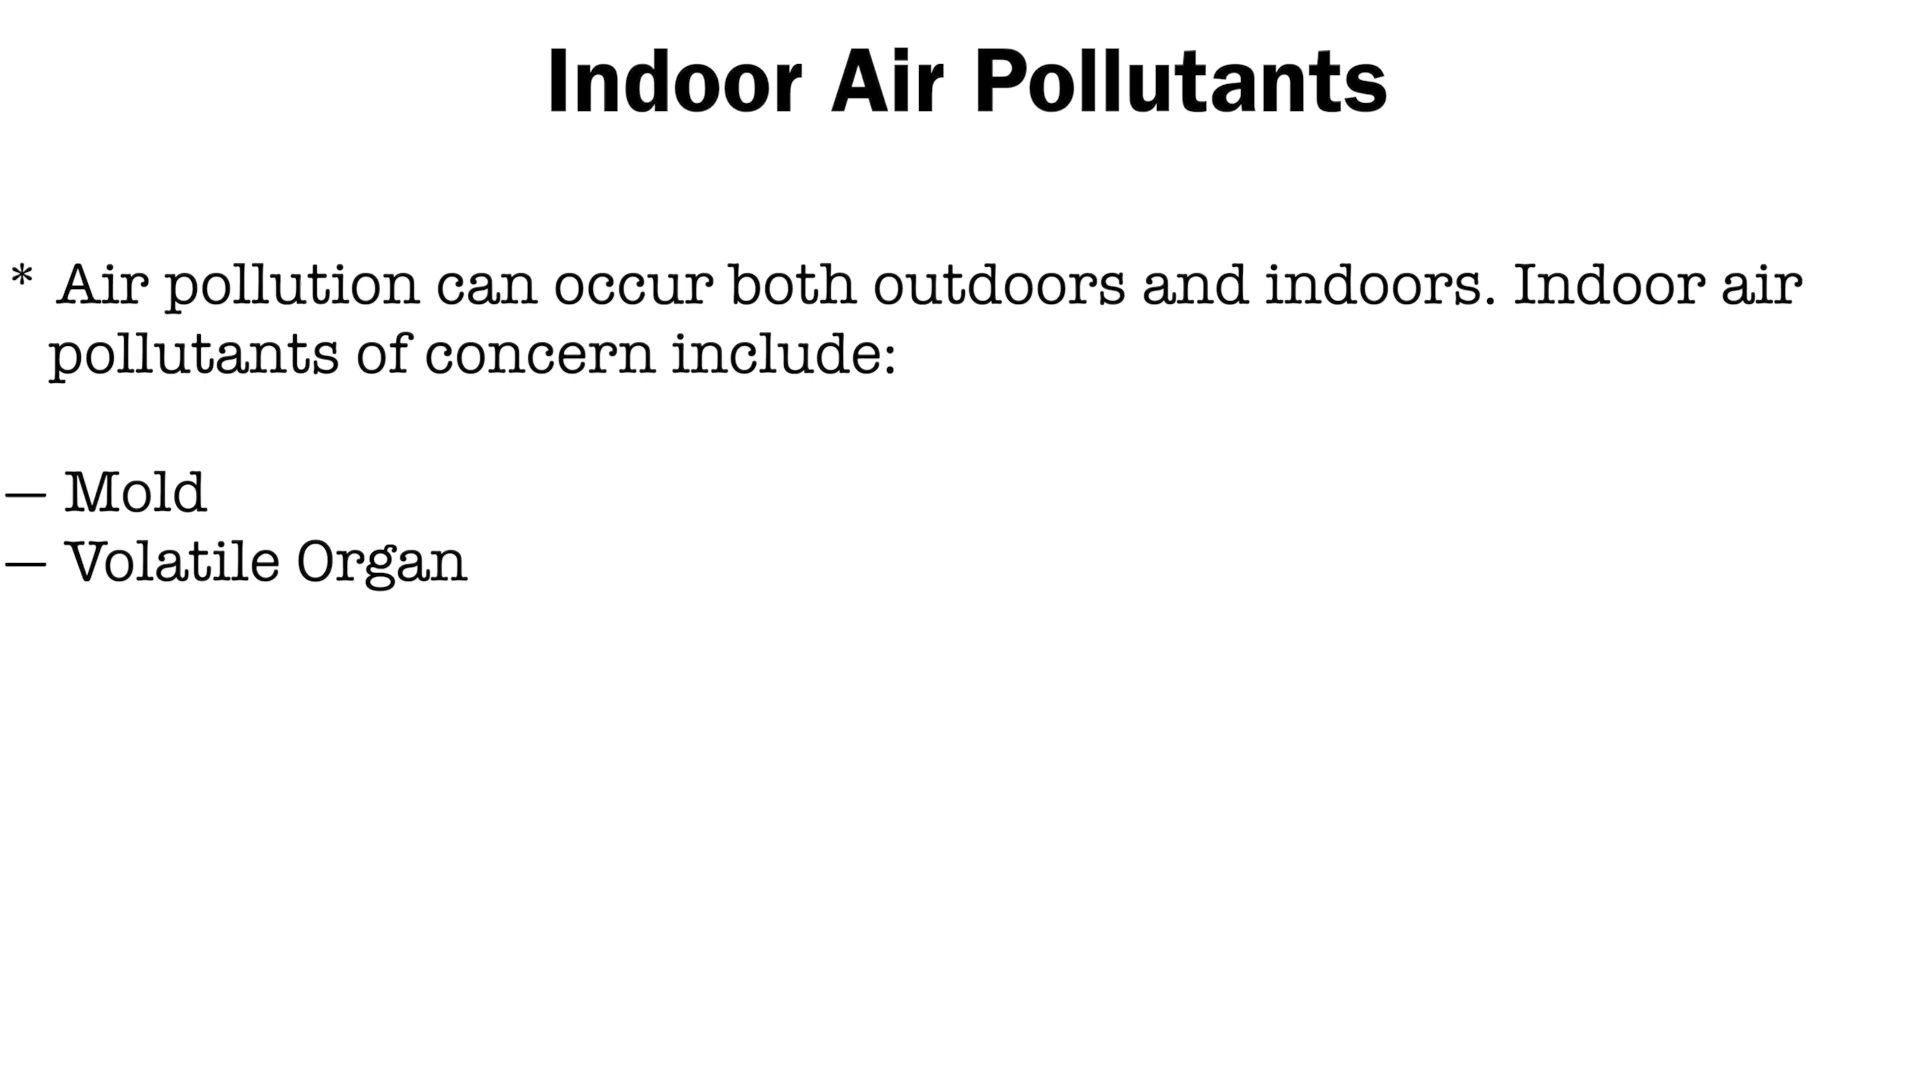 Indoor Air Pollutants
* Air pollution can occur both outdoors and indoors. Indoor air
pollutants of concern include:
— Mold
— Volatile Organ